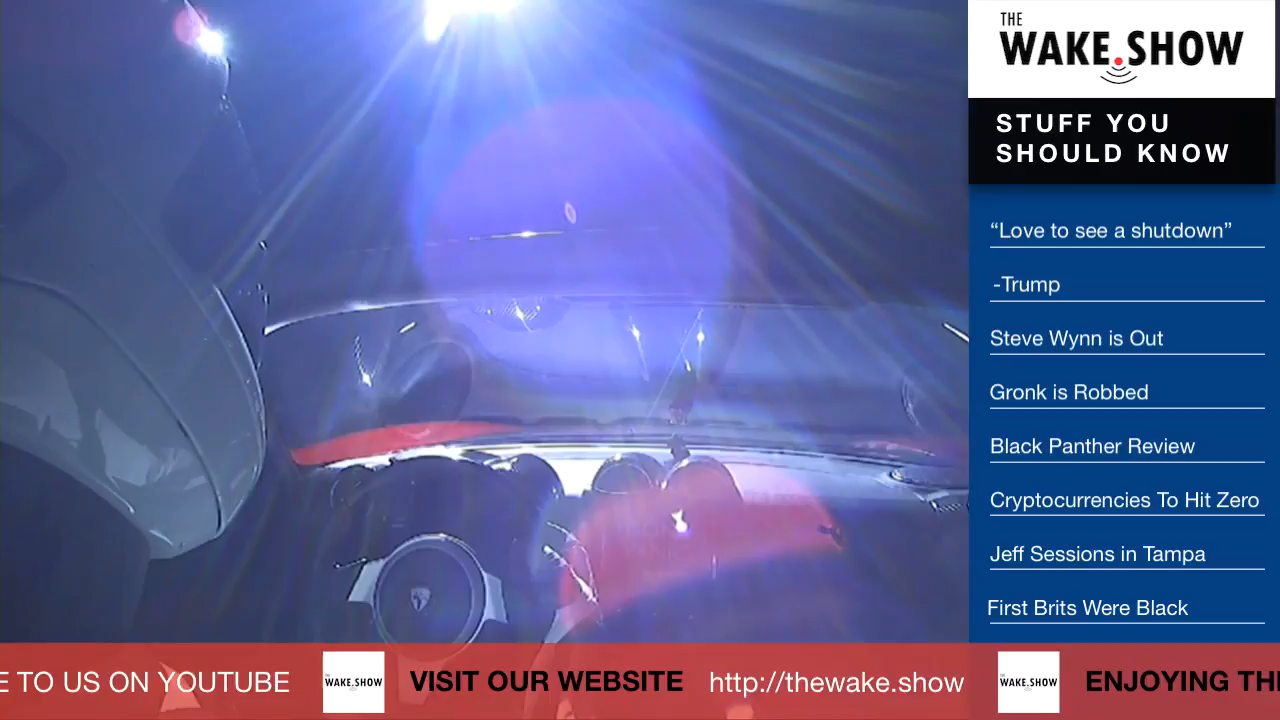 THE
WAKE.SHOW
STUFF YOU
SHOULD KNOW
“Love to see a shutdown”
-Trump
Steve Wynn is Out
Gronk is Robbed
Black Panther Review
Cryptocurrencies To Hit Zero
Jeff Sessions in Tampa
First Brits Were Black
E TO US ON YOUTUBE THE WAKE.SHOW VISIT OUR WEBSITE http://thewake.show THE WAKE.SHOW ENJOYING TH